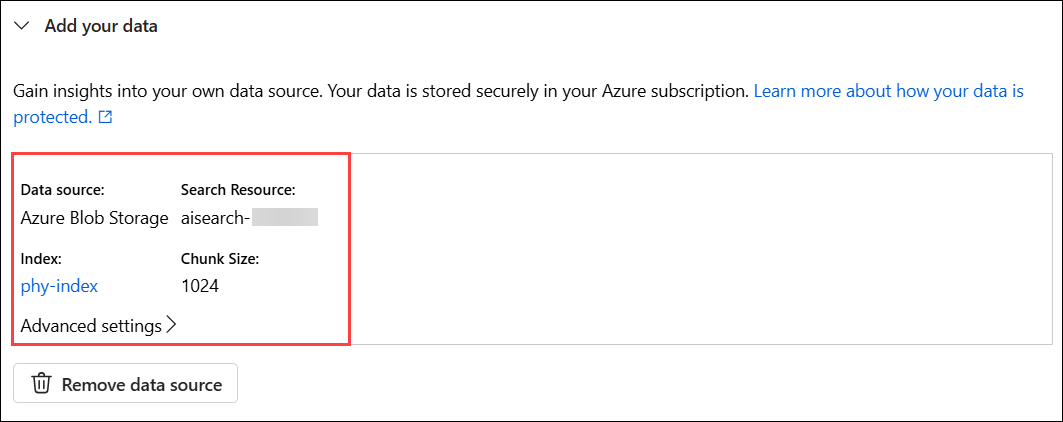 Add your data
Gain insights into your own data source. Your data is stored securely in your Azure subscription. Learn more about how your data is
protected.
Data source: Search Resource:
Azure Blob Storage aisearch-
Index: Chunk Size:
phy-index 1024
Advanced settings
Remove data source